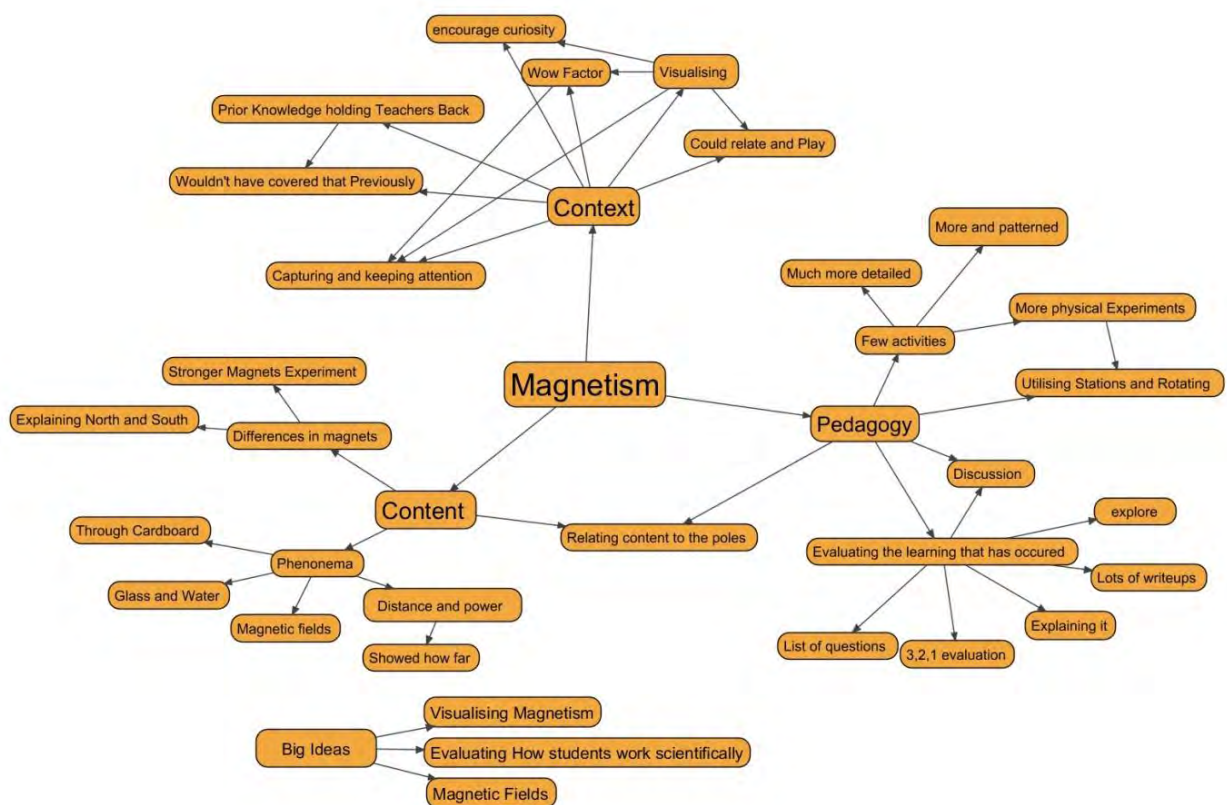 encourage curiosity
Wow Factor
Visualising
Prior Knowledge holding Teachers Back
Could relate and Play
Wouldn't have covered that Previously
Context
Capturing and keeping attention
More and patterned
Much more detailed
More physical Experiments
Few activities
Stronger Magnets Experiment
Magnetism
Utilising Stations and Rotating
Explaining North and South
Differences in magnets
Pedagogy
Discussion
Content
Through Cardboard
Relating content to the poles
explore
Phenonema
Evaluating the learning that has occured
Glass and Water
Distance and power
Lots of writeups
Magnetic fields
Explaining it
Showed how far
List of questions
3,2,1 evaluation
Visualising Magnetism
Big Ideas
Evaluating How students work scientifically
Magnetic Fields